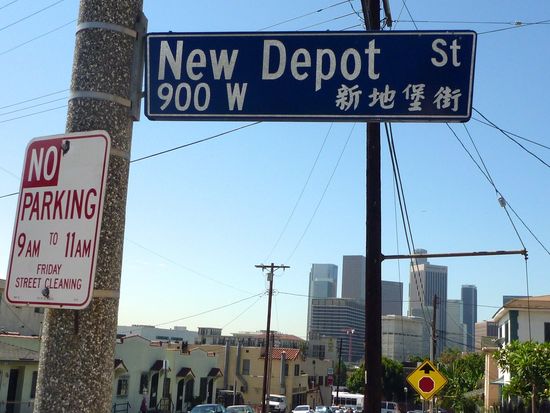 New Depot St
900 W 新地堡街
NO
PARKING
9AM TO 11AM
FRIDAY
STREET CLEANING